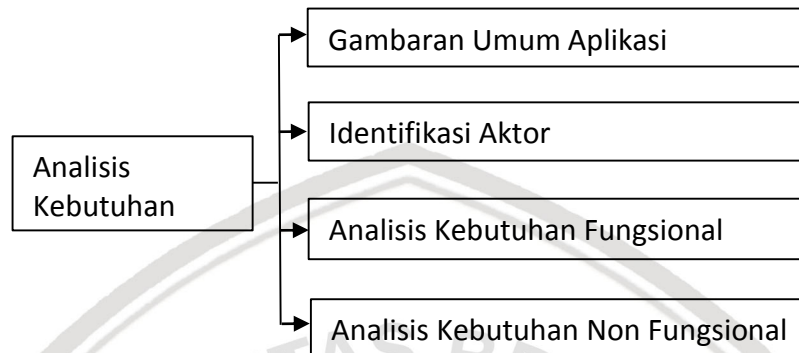 Gambaran Umum Aplikasi
Identifikasi Aktor
Analisis
Kebutuhan
Analisis Kebutuhan Fungsional
Analisis Kebutuhan Non Fungsional